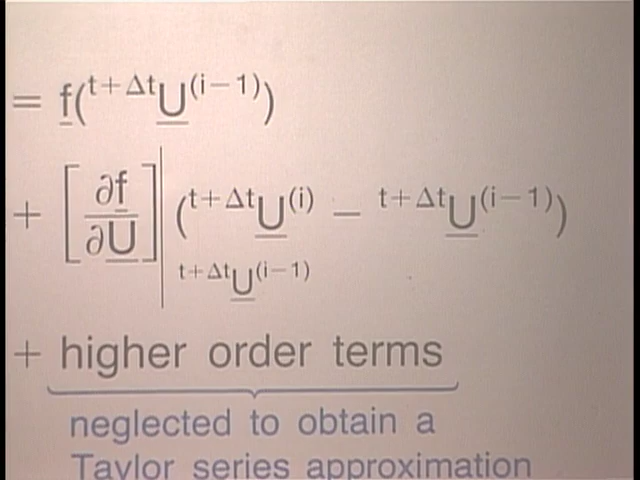 = f(t+Δt U(i−1))
+ [∂f/∂U] | t+Δt U(i−1) (t+Δt U(i) − t+Δt U(i−1))
+ higher order terms
neglected to obtain a
Taylor series approximation